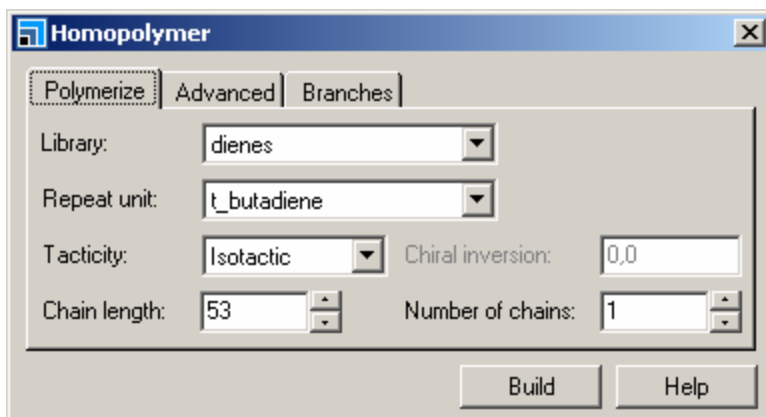 Homopolymer
Polymerize Advanced Branches
Library: dienes
Repeat unit: t_butadiene
Tacticity: Isotactic Chiral inversion: 0,0
Chain length: 53 Number of chains: 1
Build Help